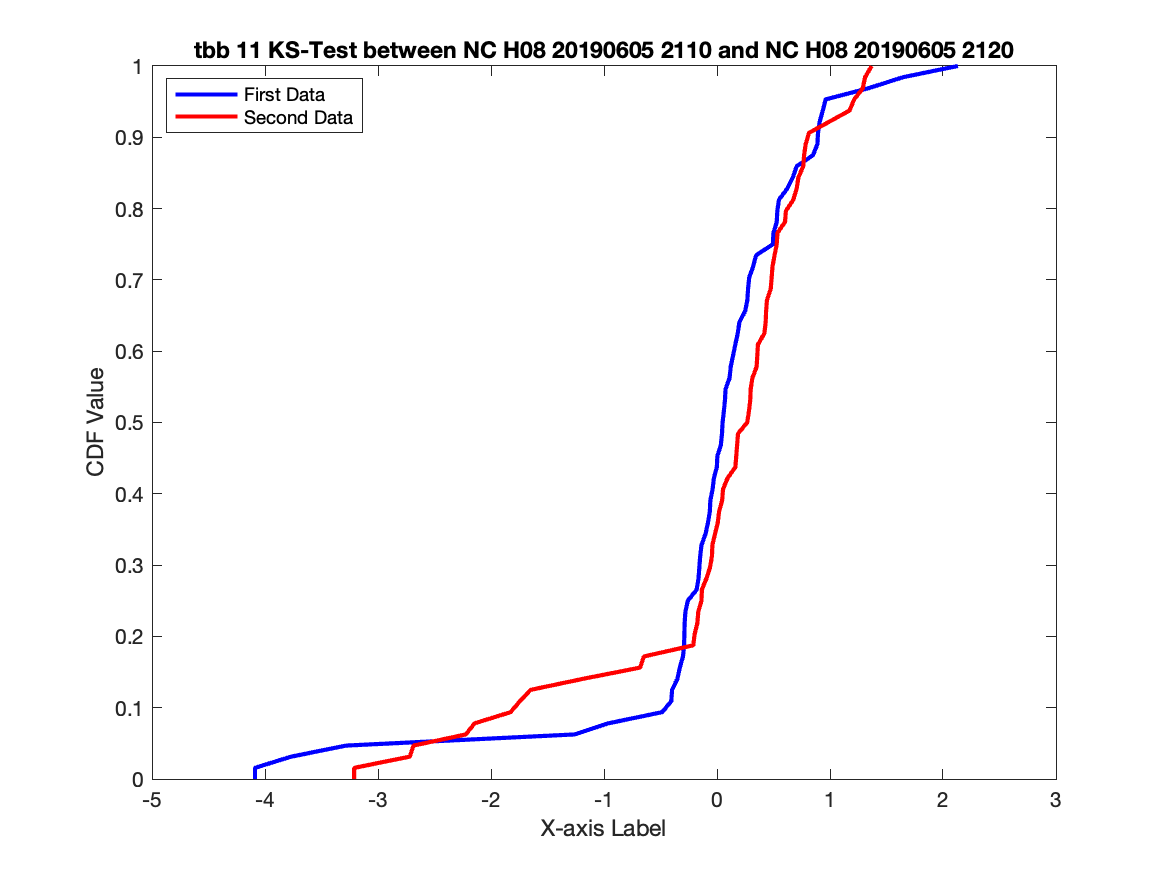 tbb 11 KS-Test between NC H08 20190605 2110 and NC H08 20190605 2120
First Data
Second Data
1
0.9
0.8
0.7
0.6
0.5
0.4
0.3
0.2
0.1
0
CDF Value
-5 -4 -3 -2 -1 0 1 2 3
X-axis Label